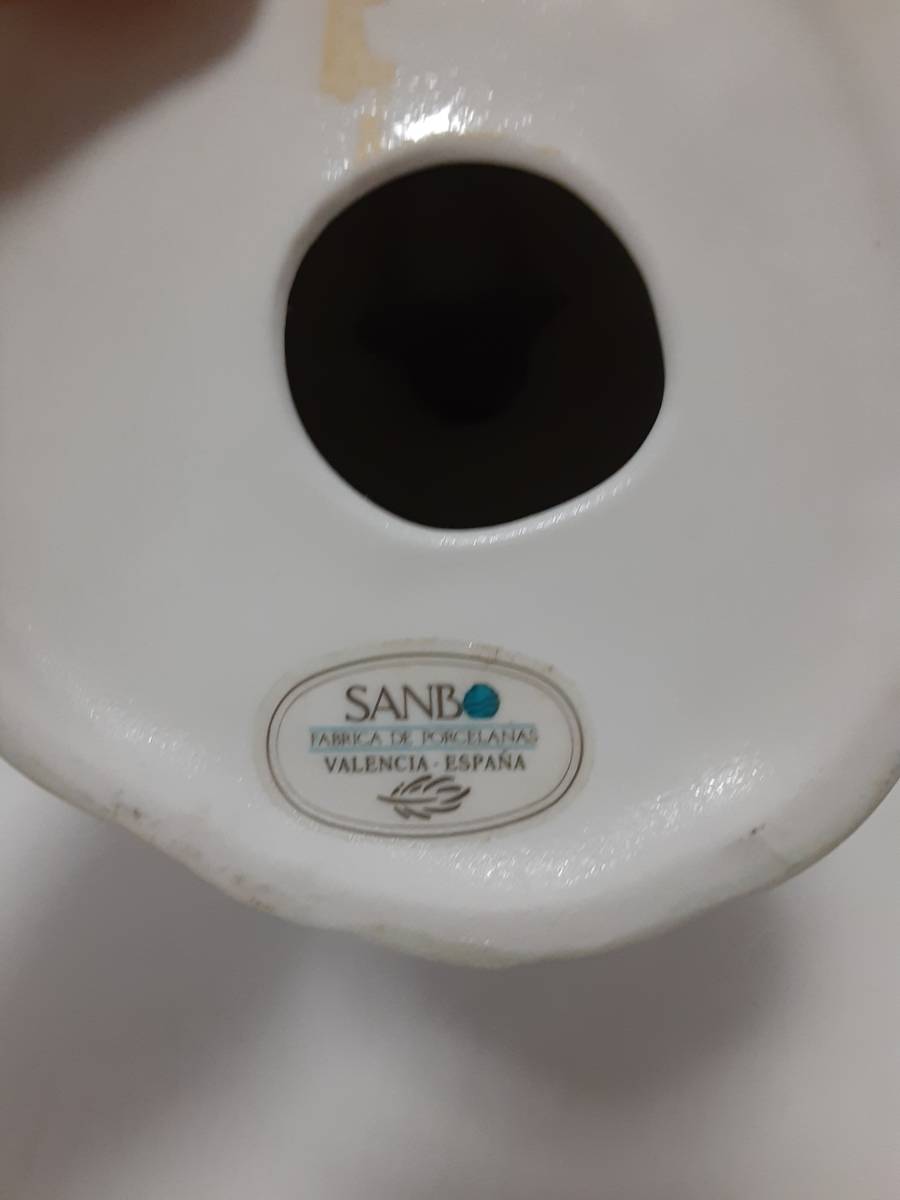 SANBO
FABRICA DE PORCELANAS
VALENCIA - ESPAÑA